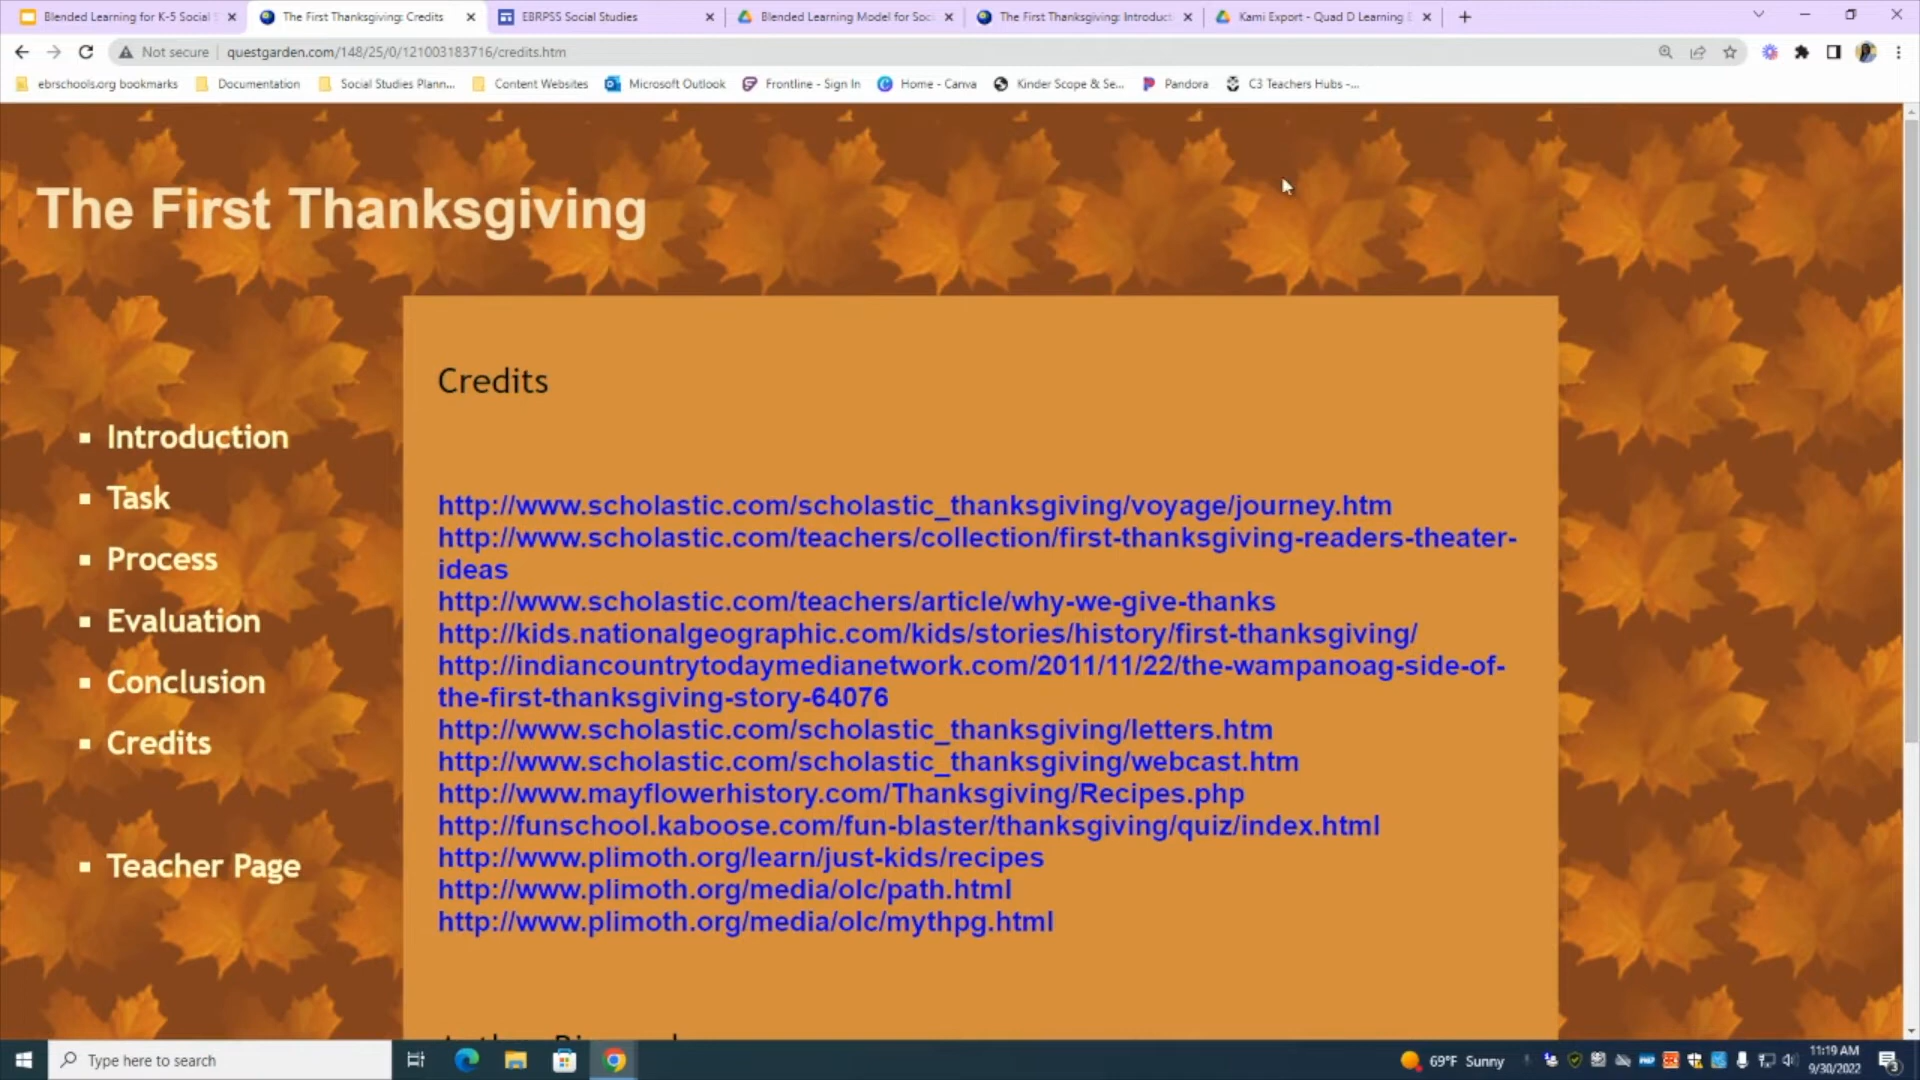 Blended Learning for K-5 Social
The First Thanksgiving: Credits
EBRPSS Social Studies
Blended Learning Model for Soci
The First Thanksgiving: Introduct
Kami Export - Quad D Learning
Not secure
questgarden.com/148/25/0/121003183716/credits.htm
ebrschools.org bookmarks
Documentation
Social Studies Plann...
Content Websites
Microsoft Outlook
Frontline - Sign In
Home - Canva
Kinder Scope & Se...
Pandora
C3 Teachers Hubs -...
The First Thanksgiving
Introduction
Task
Process
Evaluation
Conclusion
Credits
Teacher Page
Credits
http://www.scholastic.com/scholastic_thanksgiving/voyage/journey.htm
http://www.scholastic.com/teachers/collection/first-thanksgiving-readers-theater-
ideas
http://www.scholastic.com/teachers/article/why-we-give-thanks
http://kids.nationalgeographic.com/kids/stories/history/first-thanksgiving/
http://indiancountrytodaymedianetwork.com/2011/11/22/the-wampanoag-side-of-
the-first-thanksgiving-story-64076
http://www.scholastic.com/scholastic_thanksgiving/letters.htm
http://www.scholastic.com/scholastic_thanksgiving/webcast.htm
http://www.mayflowerhistory.com/Thanksgiving/Recipes.php
http://funschool.kaboose.com/fun-blaster/thanksgiving/quiz/index.html
http://www.plimoth.org/learn/just-kids/recipes
http://www.plimoth.org/media/olc/path.html
http://www.plimoth.org/media/olc/mythpg.html
Type here to search
69°F Sunny
11:19 AM
9/30/2022